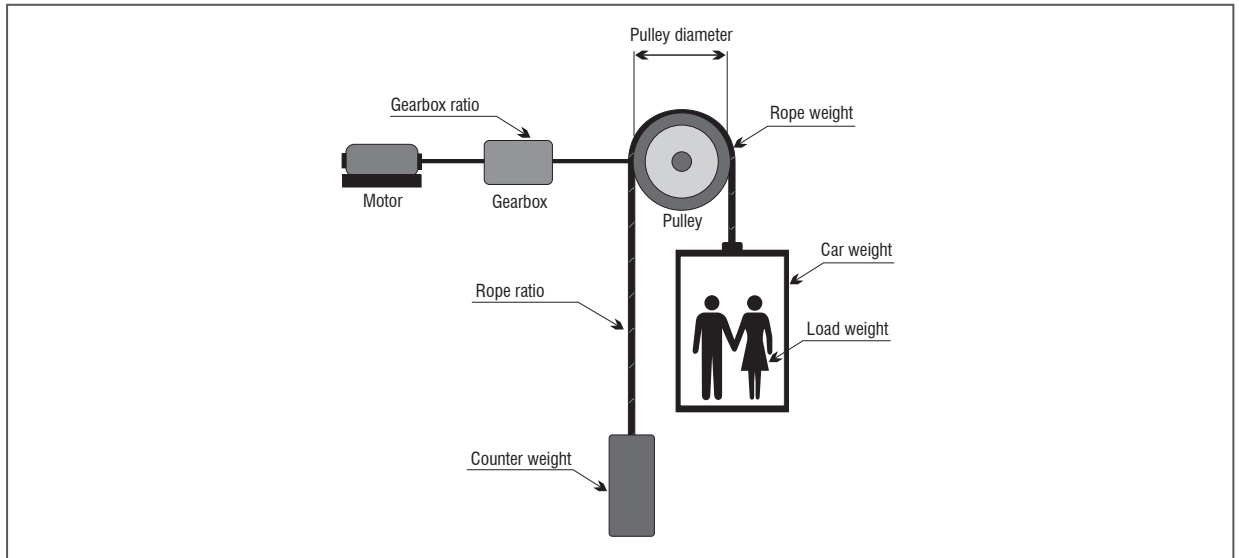 Pulley diameter
Gearbox ratio
Rope weight
Motor
Gearbox
Pulley
Car weight
Rope ratio
Load weight
Counter weight